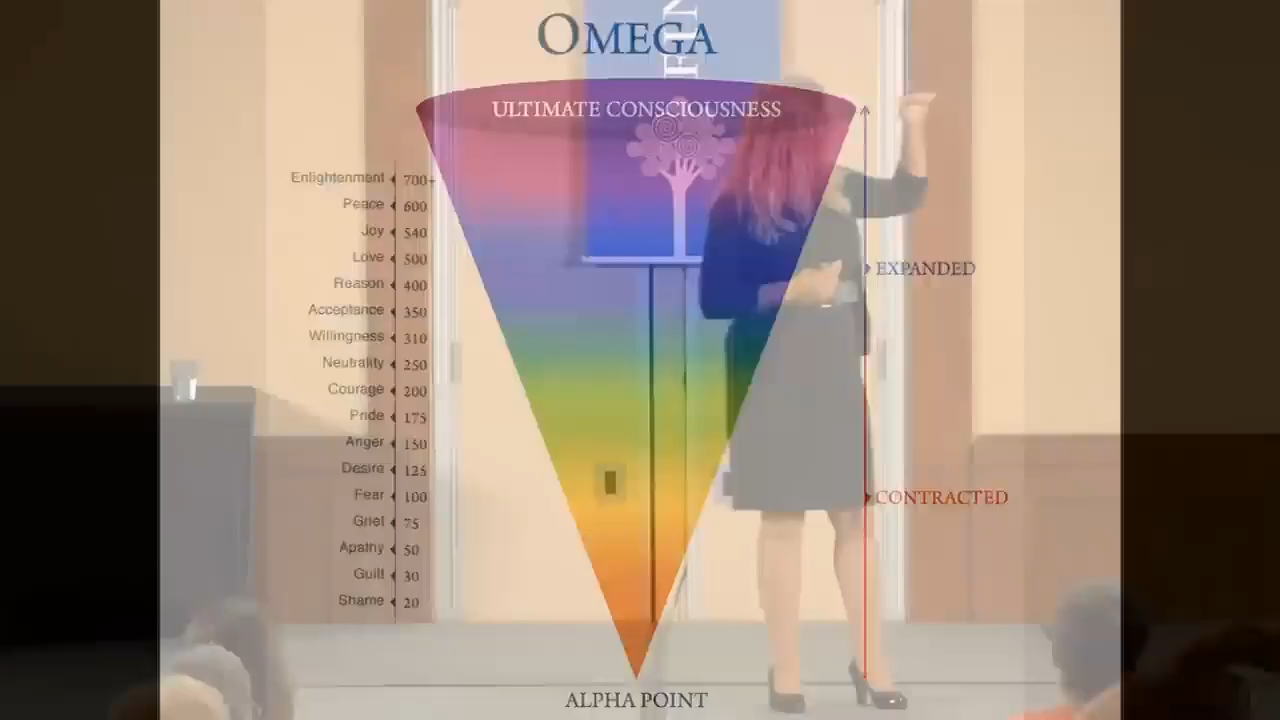 OMEGA
ULTIMATE CONSCIOUSNESS
Enlightenment 700+
Peace 600
Joy 540
Love 500
Reason 400
Acceptance 350
Willingness 310
Neutrality 250
Courage 200
Pride 175
Anger 150
Desire 125
Fear 100
Grief 75
Apathy 50
Guilt 30
Shame 20
EXPANDED
CONTRACTED
ALPHA POINT